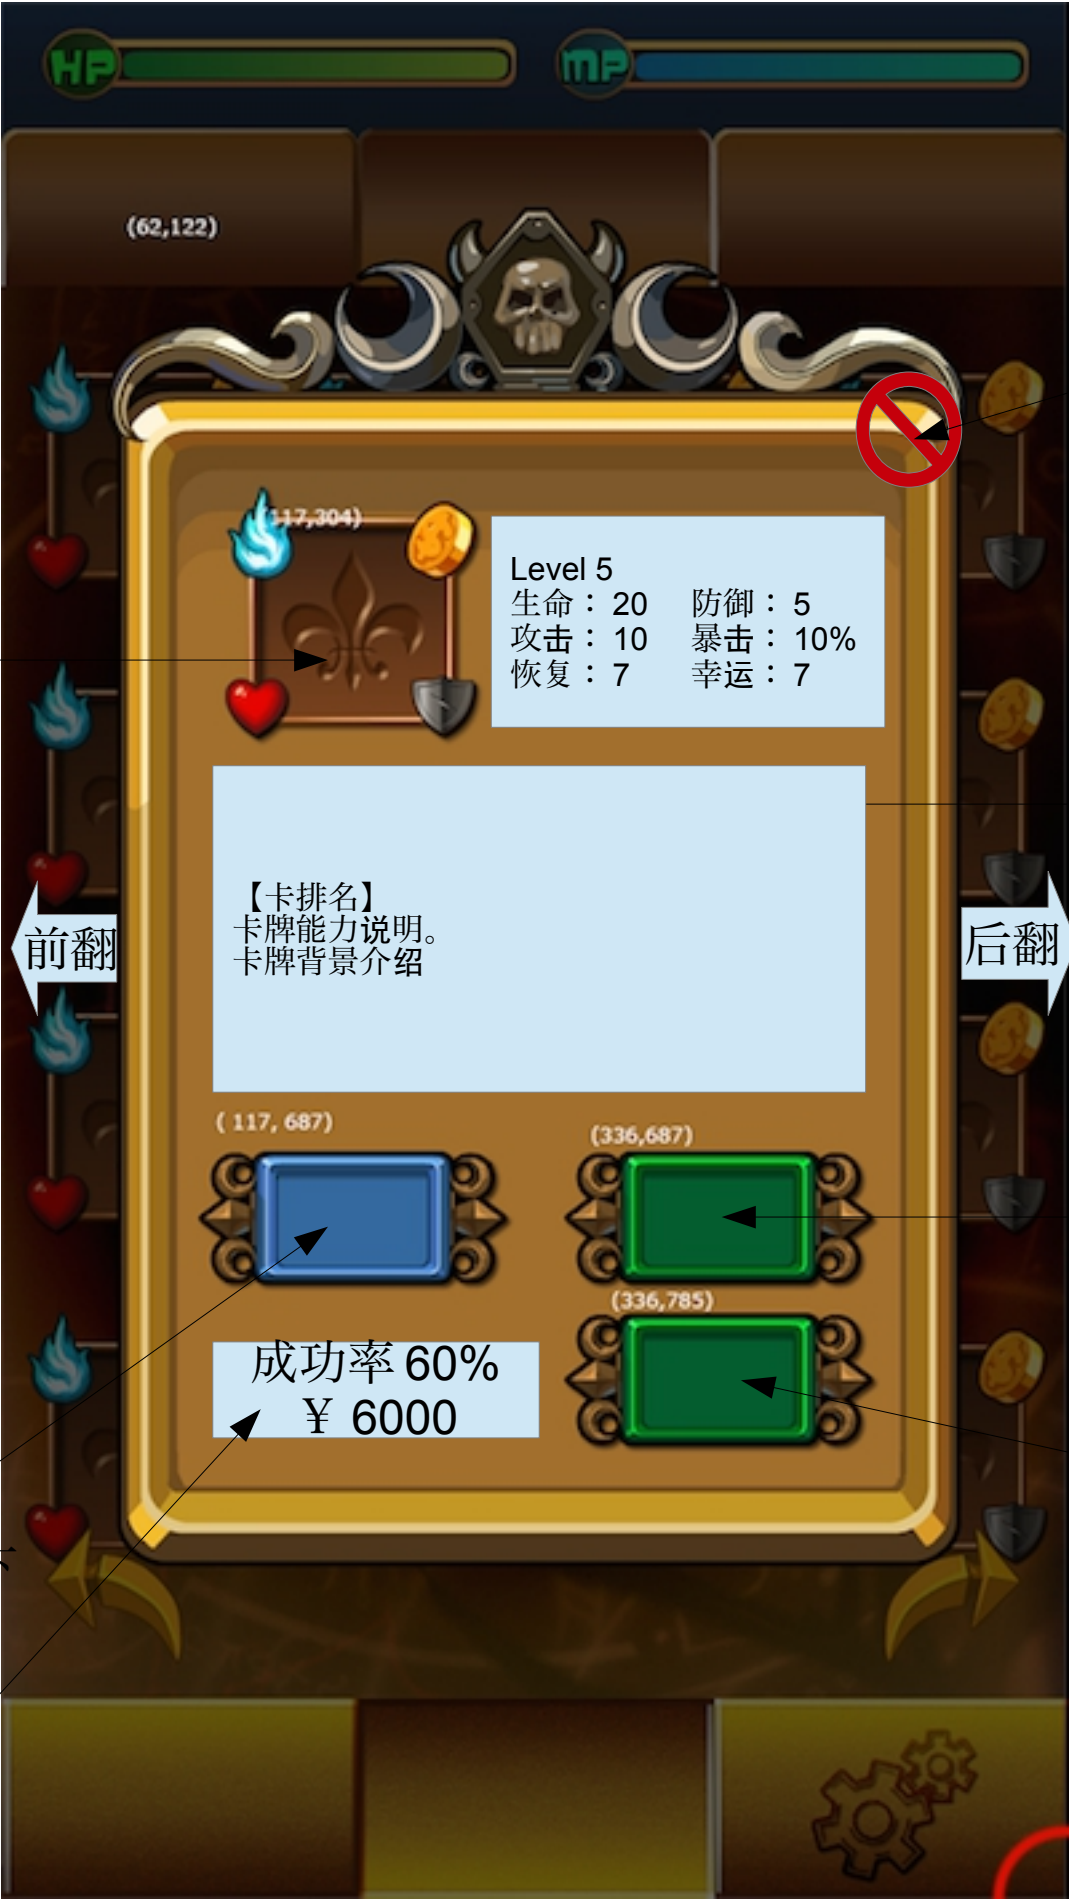 HP
MP
(62,122)
(117,304)
Level 5
生命： 20 防御： 5
攻击： 10 暴击： 10%
恢复： 7 幸运： 7
【卡排名】
卡牌能力说明。
卡牌背景介绍
前翻
后翻
( 117, 687)
(336,687)
(336,785)
成功率 60%
￥ 6000